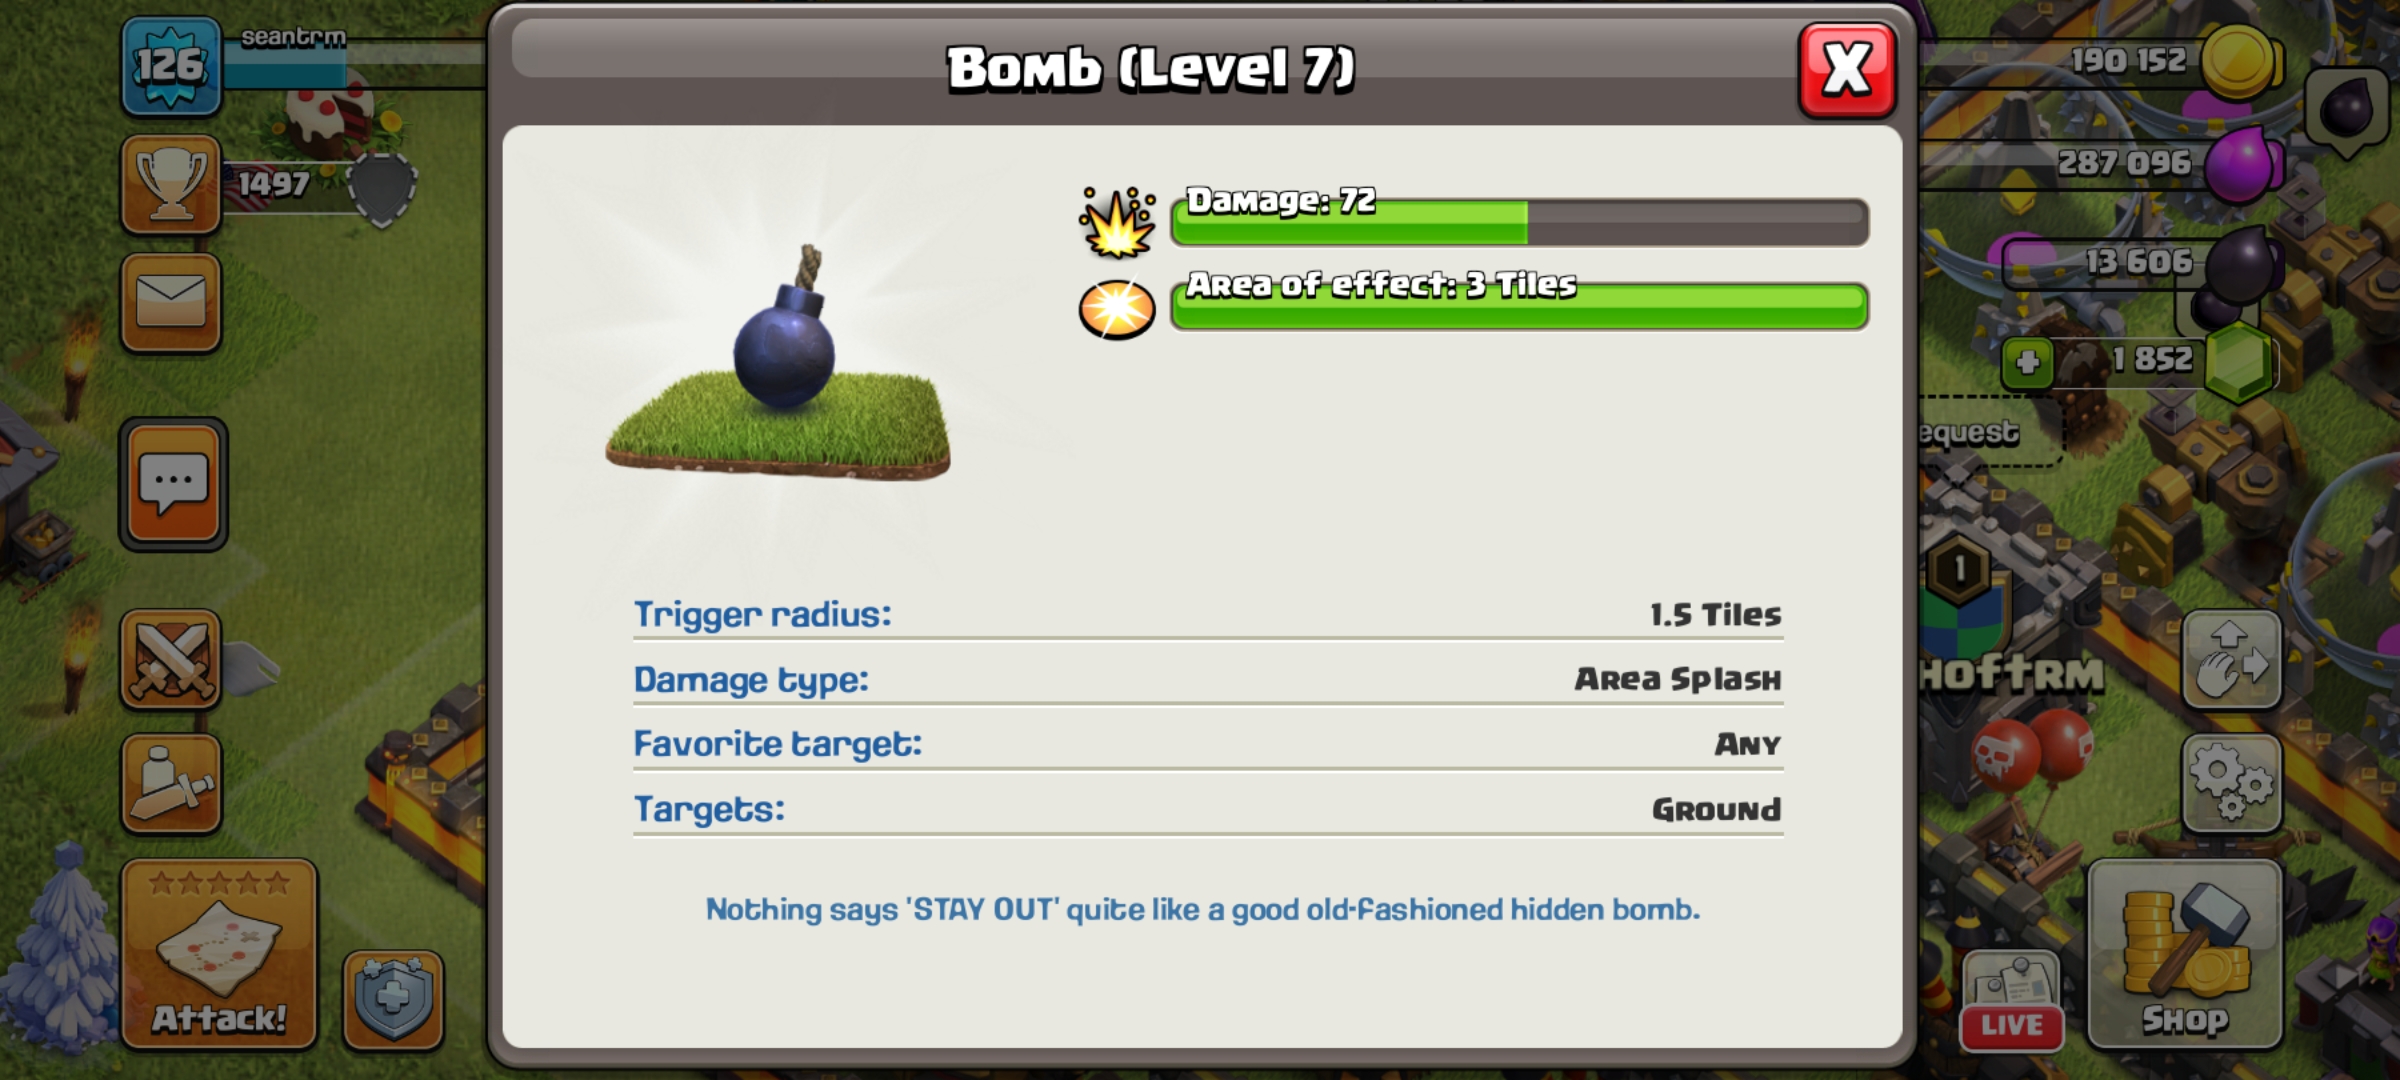 126
seantrm
1497
Attack!
Bomb (Level 7)
X
Damage: 72
Area of effect: 3 Tiles
Trigger radius: 1.5 Tiles
Damage type: Area Splash
Favorite target: Any
Targets: Ground
Nothing says 'STAY OUT' quite like a good old-fashioned hidden bomb.
190 152
287 096
13 606
1 852
equest
1
HOFTRM
LIVE
Shop